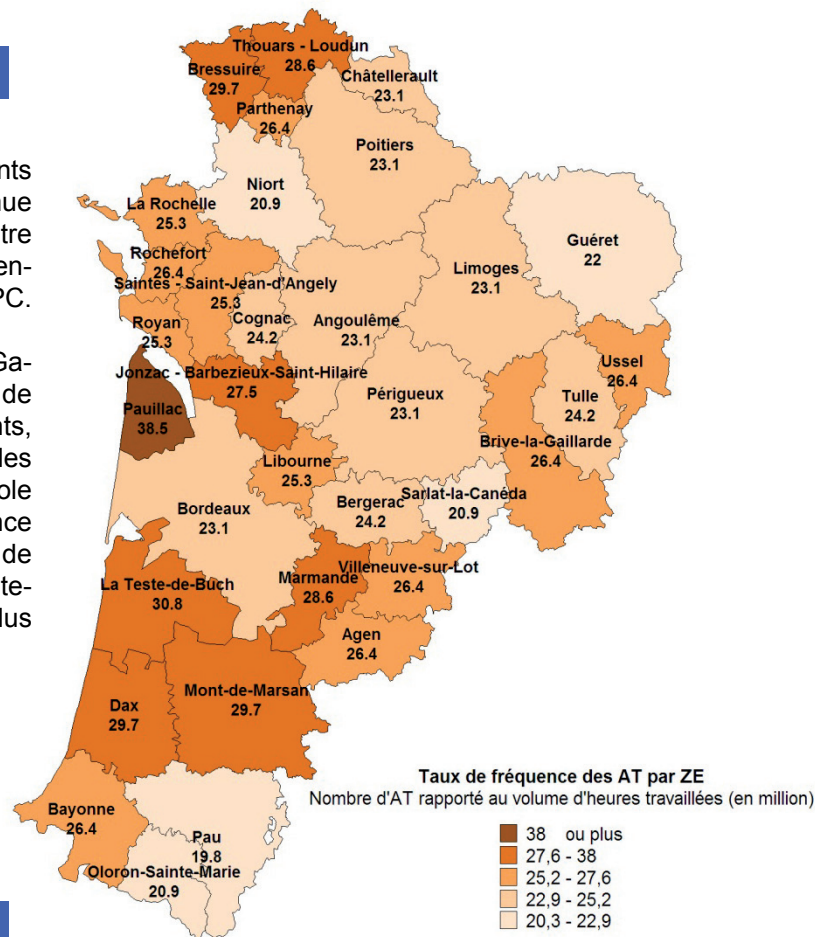 Thouars - Loudun
28.6
Bressuire
29.7
Châtellerault
23.1
Parthenay
26.4
Poitiers
23.1
Niort
20.9
La Rochelle
25.3
Guéret
22
Rochefort
26.4
Limoges
23.1
Saintes - Saint-Jean-d'Angely
25.3
Cognac
24.2
Angoulême
23.1
Royan
25.3
Ussel
26.4
Jonzac - Barbezieux-Saint-Hilaire
27.5
Périgueux
23.1
Tulle
24.2
Pauillac
38.5
Brive-la-Gaillarde
26.4
Libourne
25.3
Bordeaux
23.1
Bergerac
24.2
Sarlat-la-Canéda
20.9
La Teste-de-Buch
30.8
Marmande
28.6
Villeneuve-sur-Lot
26.4
Agen
26.4
Dax
29.7
Mont-de-Marsan
29.7
Bayonne
26.4
Pau
19.8
Oloron-Sainte-Marie
20.9
Taux de fréquence des AT par ZE
Nombre d'AT rapporté au volume d'heures travaillées (en million)
38 ou plus
27,6 - 38
25,2 - 27,6
22,9 - 25,2
20,3 - 22,9